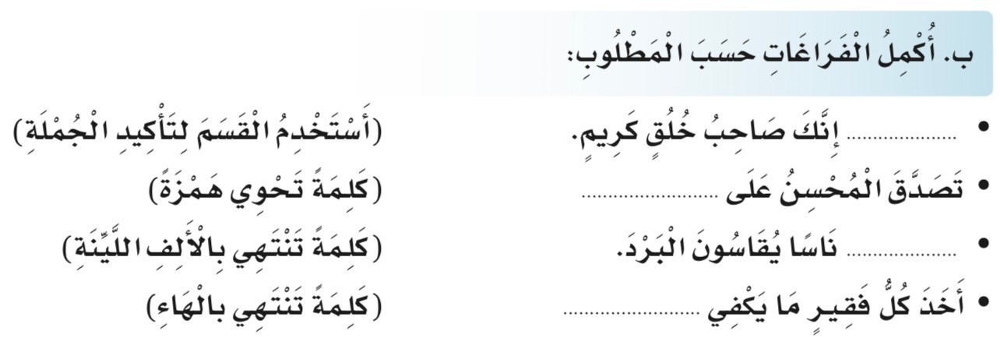 ب. أُكْمِلُ الْفَرَاغَاتِ حَسَبَ الْمَطْلُوبِ:
• .................... إِنَّكَ صَاحِبُ خُلُقٍ كَرِيمٍ. (أَسْتَخْدِمُ الْقَسَمَ لِتَأْكِيدِ الْجُمْلَةِ)
• تَصَدَّقَ الْمُحْسِنُ عَلَى ......................... (كَلِمَةً تَحْوِي هَمْزَةً)
• .................... نَاسًا يُقَاسُونَ الْبَرْدَ. (كَلِمَةً تَنْتَهِي بِالْأَلِفِ اللَّيِّنَةِ)
• أَخَذَ كُلُّ فَقِيرٍ مَا يَكْفِي ......................... (كَلِمَةً تَنْتَهِي بالْهَاءِ)